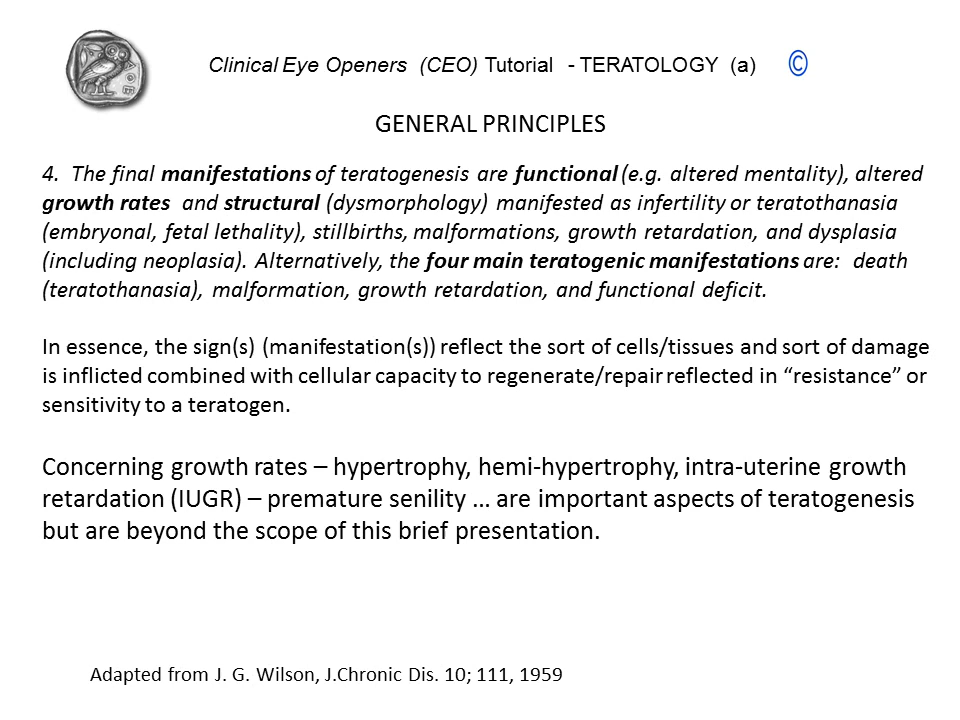 Clinical Eye Openers (CEO) Tutorial - TERATOLOGY (a) ©
GENERAL PRINCIPLES
4. The final manifestations of teratogenesis are functional (e.g. altered mentality), altered
growth rates and structural (dysmorphology) manifested as infertility or teratothanasia
(embryonal, fetal lethality), stillbirths, malformations, growth retardation, and dysplasia
(including neoplasia). Alternatively, the four main teratogenic manifestations are: death
(teratothanasia), malformation, growth retardation, and functional deficit.
In essence, the sign(s) (manifestation(s)) reflect the sort of cells/tissues and sort of damage
is inflicted combined with cellular capacity to regenerate/repair reflected in “resistance” or
sensitivity to a teratogen.
Concerning growth rates – hypertrophy, hemi-hypertrophy, intra-uterine growth
retardation (IUGR) – premature senility … are important aspects of teratogenesis
but are beyond the scope of this brief presentation.
Adapted from J. G. Wilson, J.Chronic Dis. 10; 111, 1959